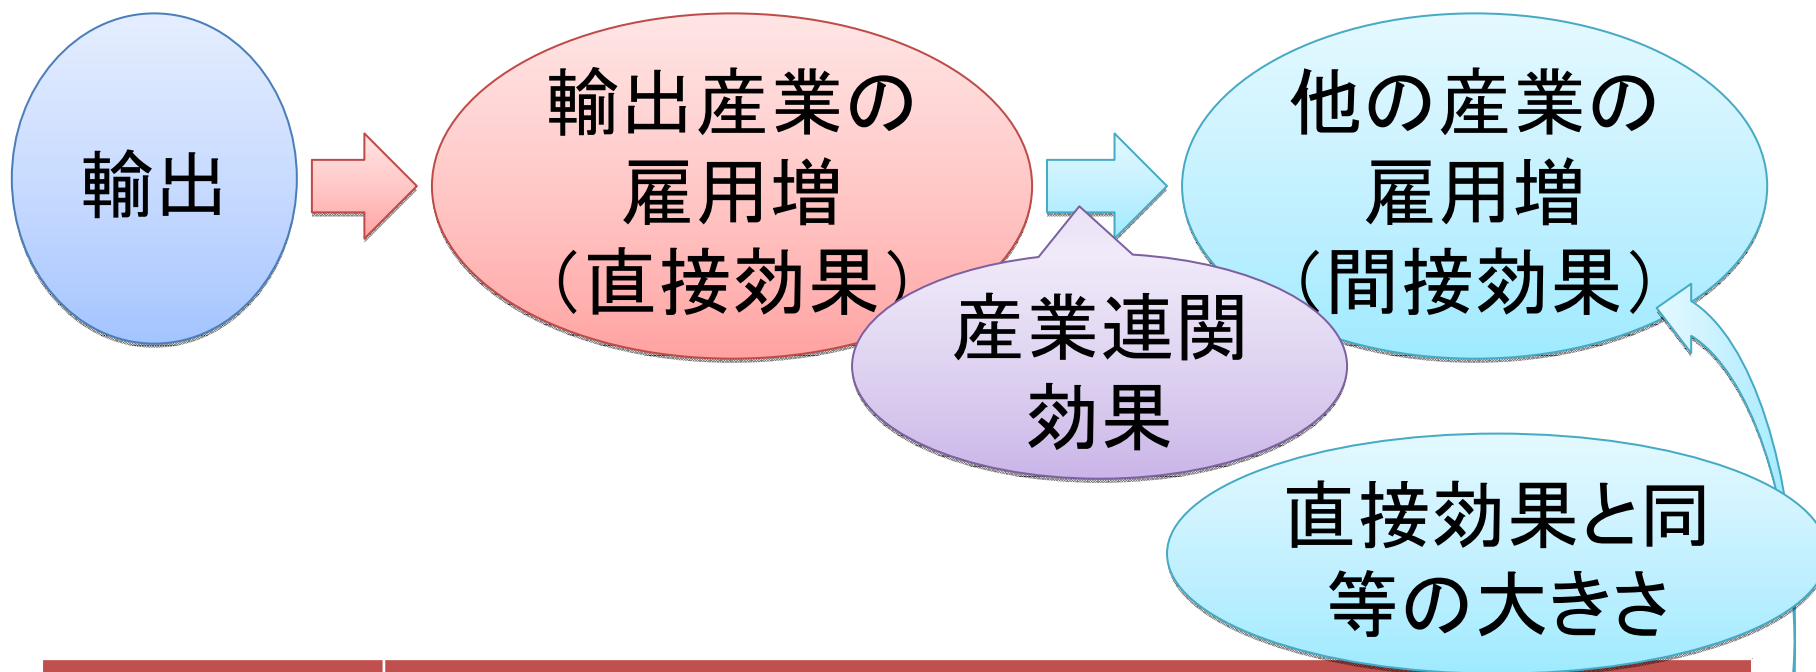 輸出
輸出産業の
雇用増
（直接効果）
他の産業の
雇用増
（間接効果）
産業連関
効果
直接効果と同
等の大きさ